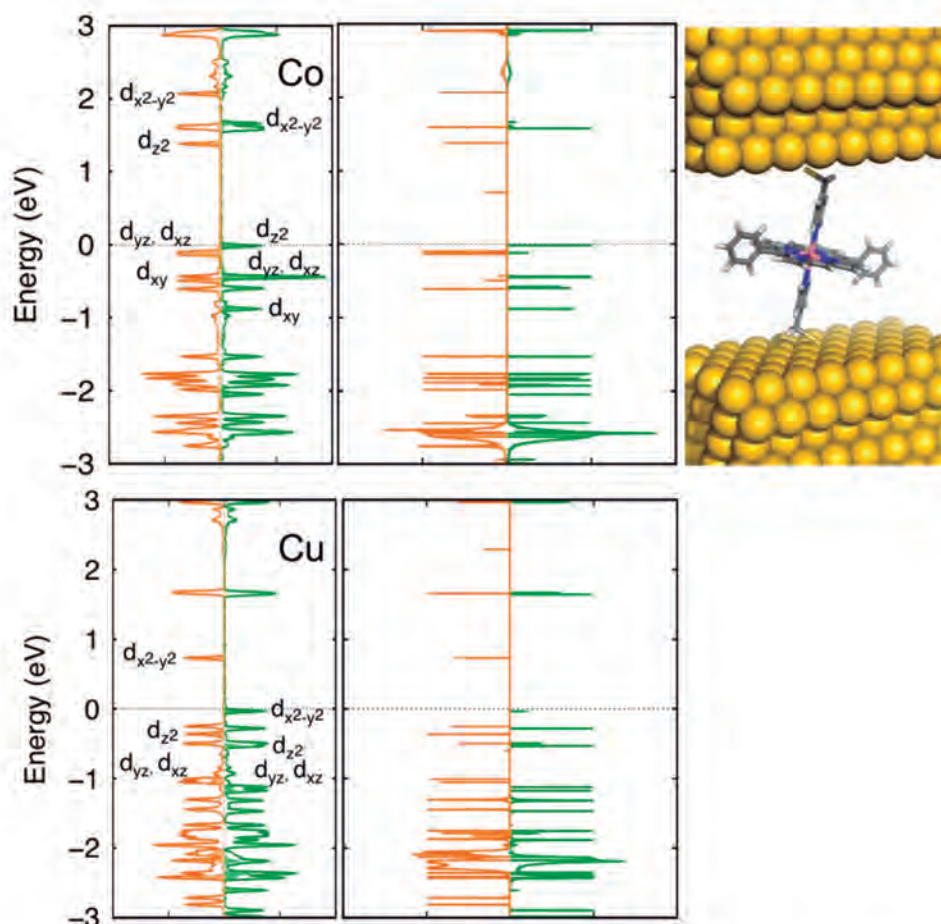 3
2
1
0
−1
−2
−3
Energy (eV)
Co
dx2-y2
dx2-y2
dz2
dyz, dxz
dz2
dxy
dyz, dxz
dxy
3
2
1
0
−1
−2
−3
Energy (eV)
Cu
dx2-y2
dx2-y2
dz2
dz2
dyz, dxz
dyz, dxz